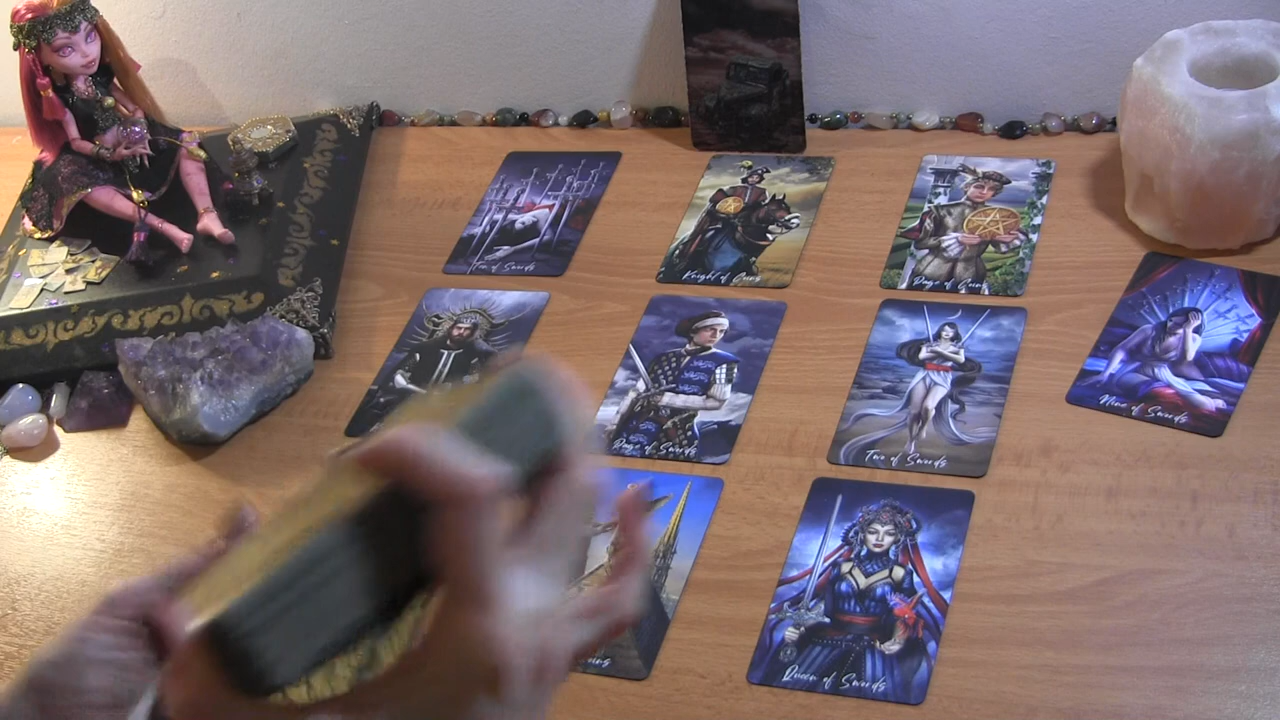 Ten of Swords
Knight of Coins
Page of Coins
Page of Swords
Two of Swords
Nine of Swords
Coins
Queen of Swords